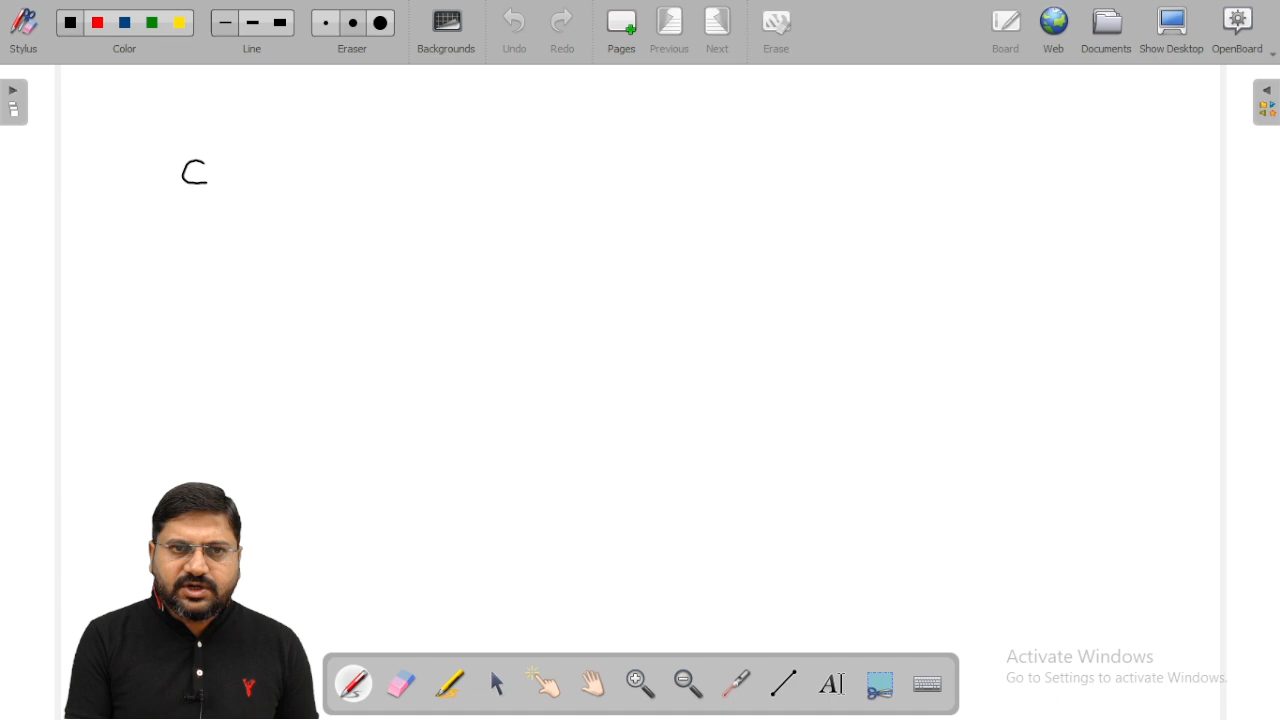 Stylus
Color
Line
Eraser
Backgrounds
Undo
Redo
Pages
Previous
Next
Erase
Board
Web
Documents
Show Desktop
OpenBoard
C
AI
Activate Windows
Go to Settings to activate Windows.